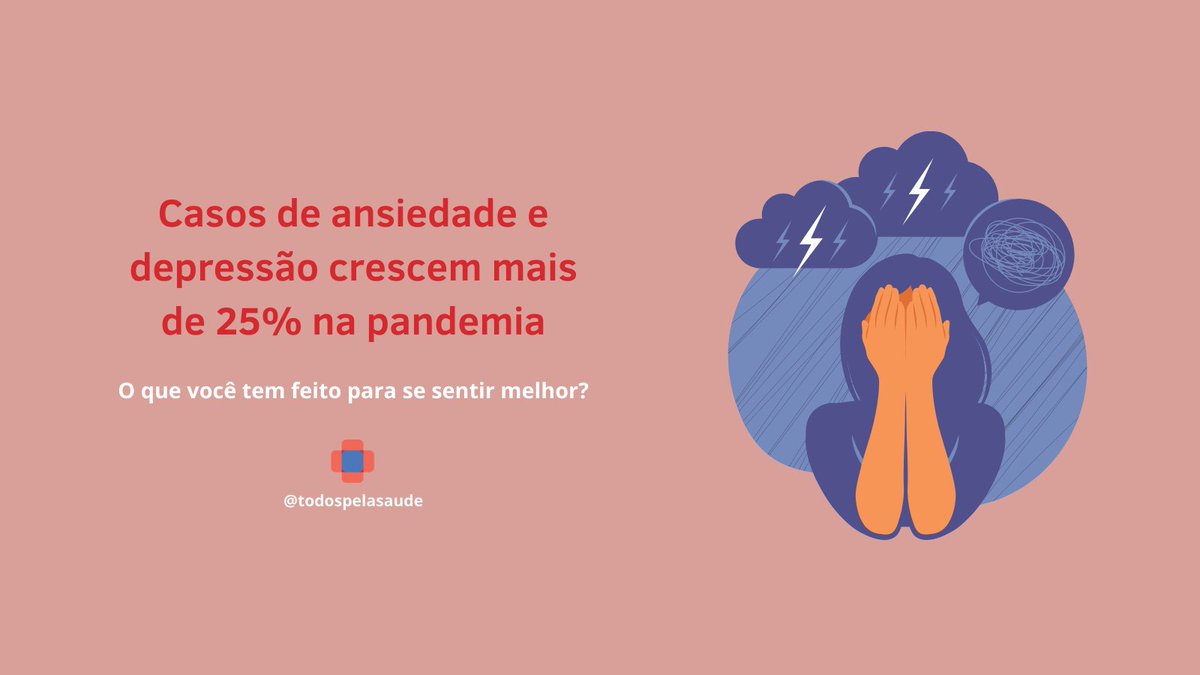 Casos de ansiedade e
depressão crescem mais
de 25% na pandemia
O que você tem feito para se sentir melhor?
@todospelasaude